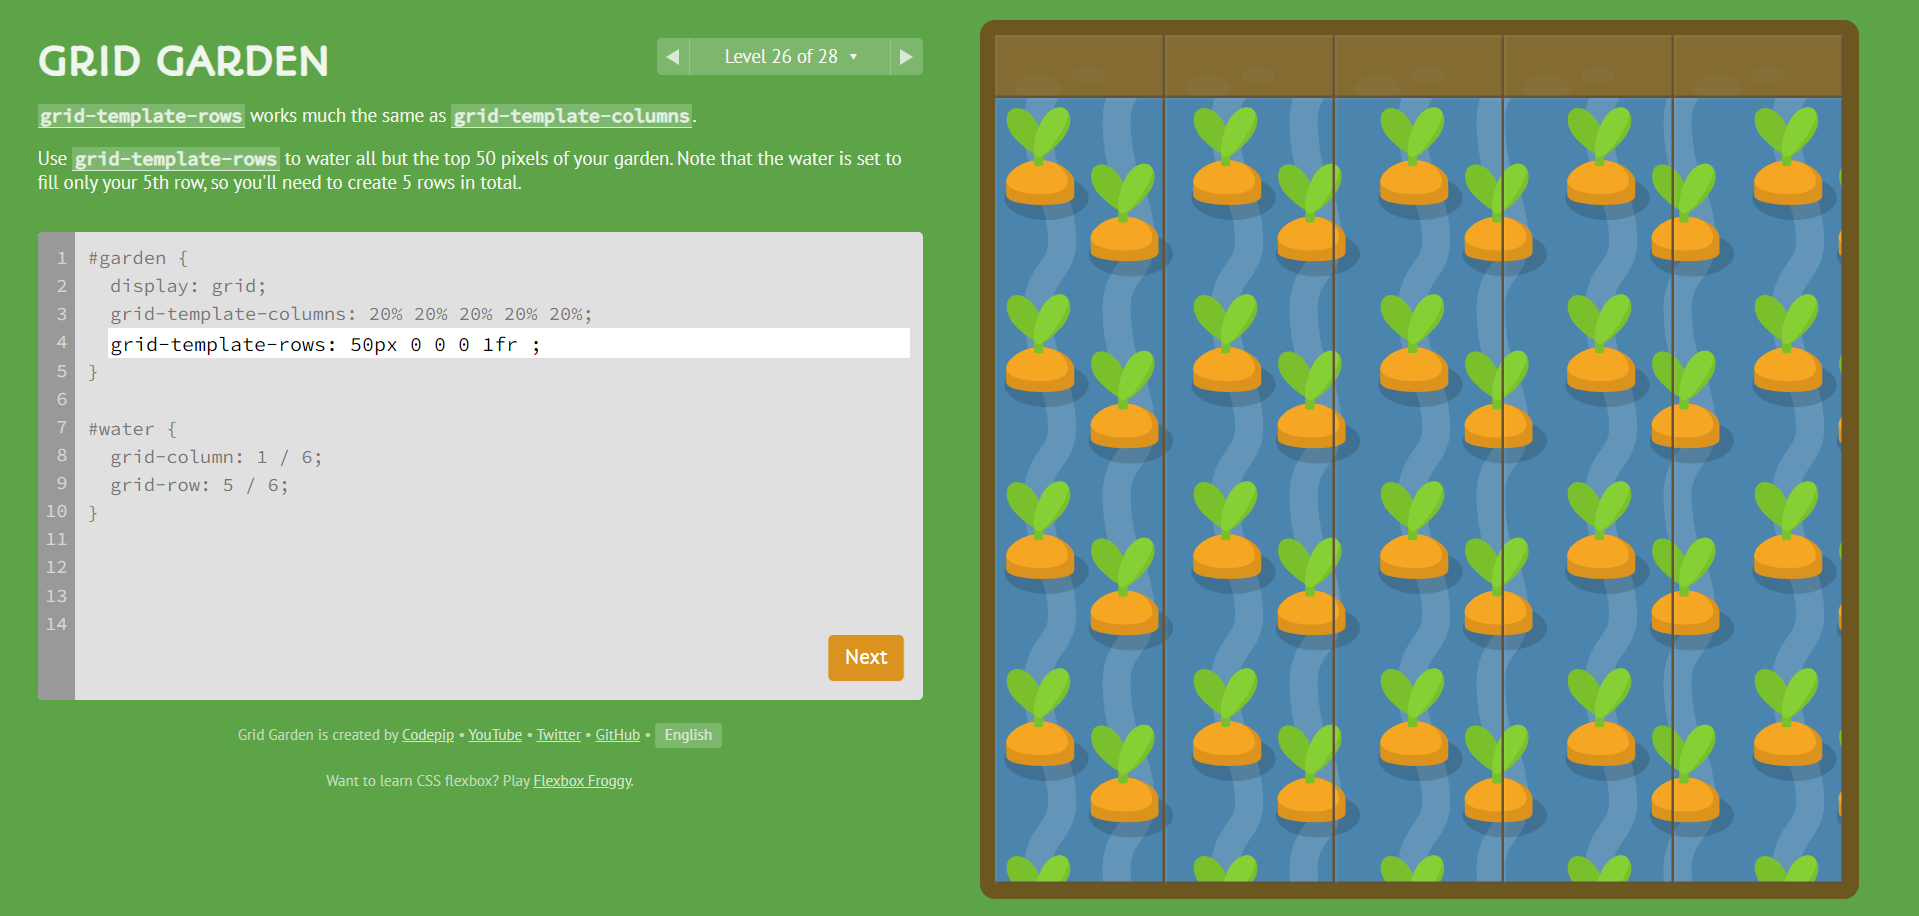 GRID GARDEN
◀ Level 26 of 28 ▼ ▶
grid-template-rows works much the same as grid-template-columns.
Use grid-template-rows to water all but the top 50 pixels of your garden. Note that the water is set to
fill only your 5th row, so you'll need to create 5 rows in total.
1 #garden {
2 display: grid;
3 grid-template-columns: 20% 20% 20% 20% 20%;
4 grid-template-rows: 50px 0 0 0 1fr ;
5 }
6
7 #water {
8 grid-column: 1 / 6;
9 grid-row: 5 / 6;
10 }
11
12
13
14
Next
Grid Garden is created by Codepip • YouTube • Twitter • GitHub • English
Want to learn CSS flexbox? Play Flexbox Froggy.